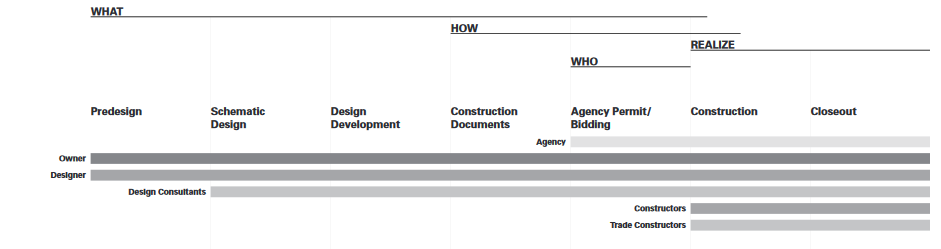 WHAT
HOW
REALIZE
WHO
Predesign
Schematic
Design
Design
Development
Construction
Documents
Agency Permit/
Bidding
Construction
Closeout
Agency
Owner
Designer
Design Consultants
Constructors
Trade Constructors